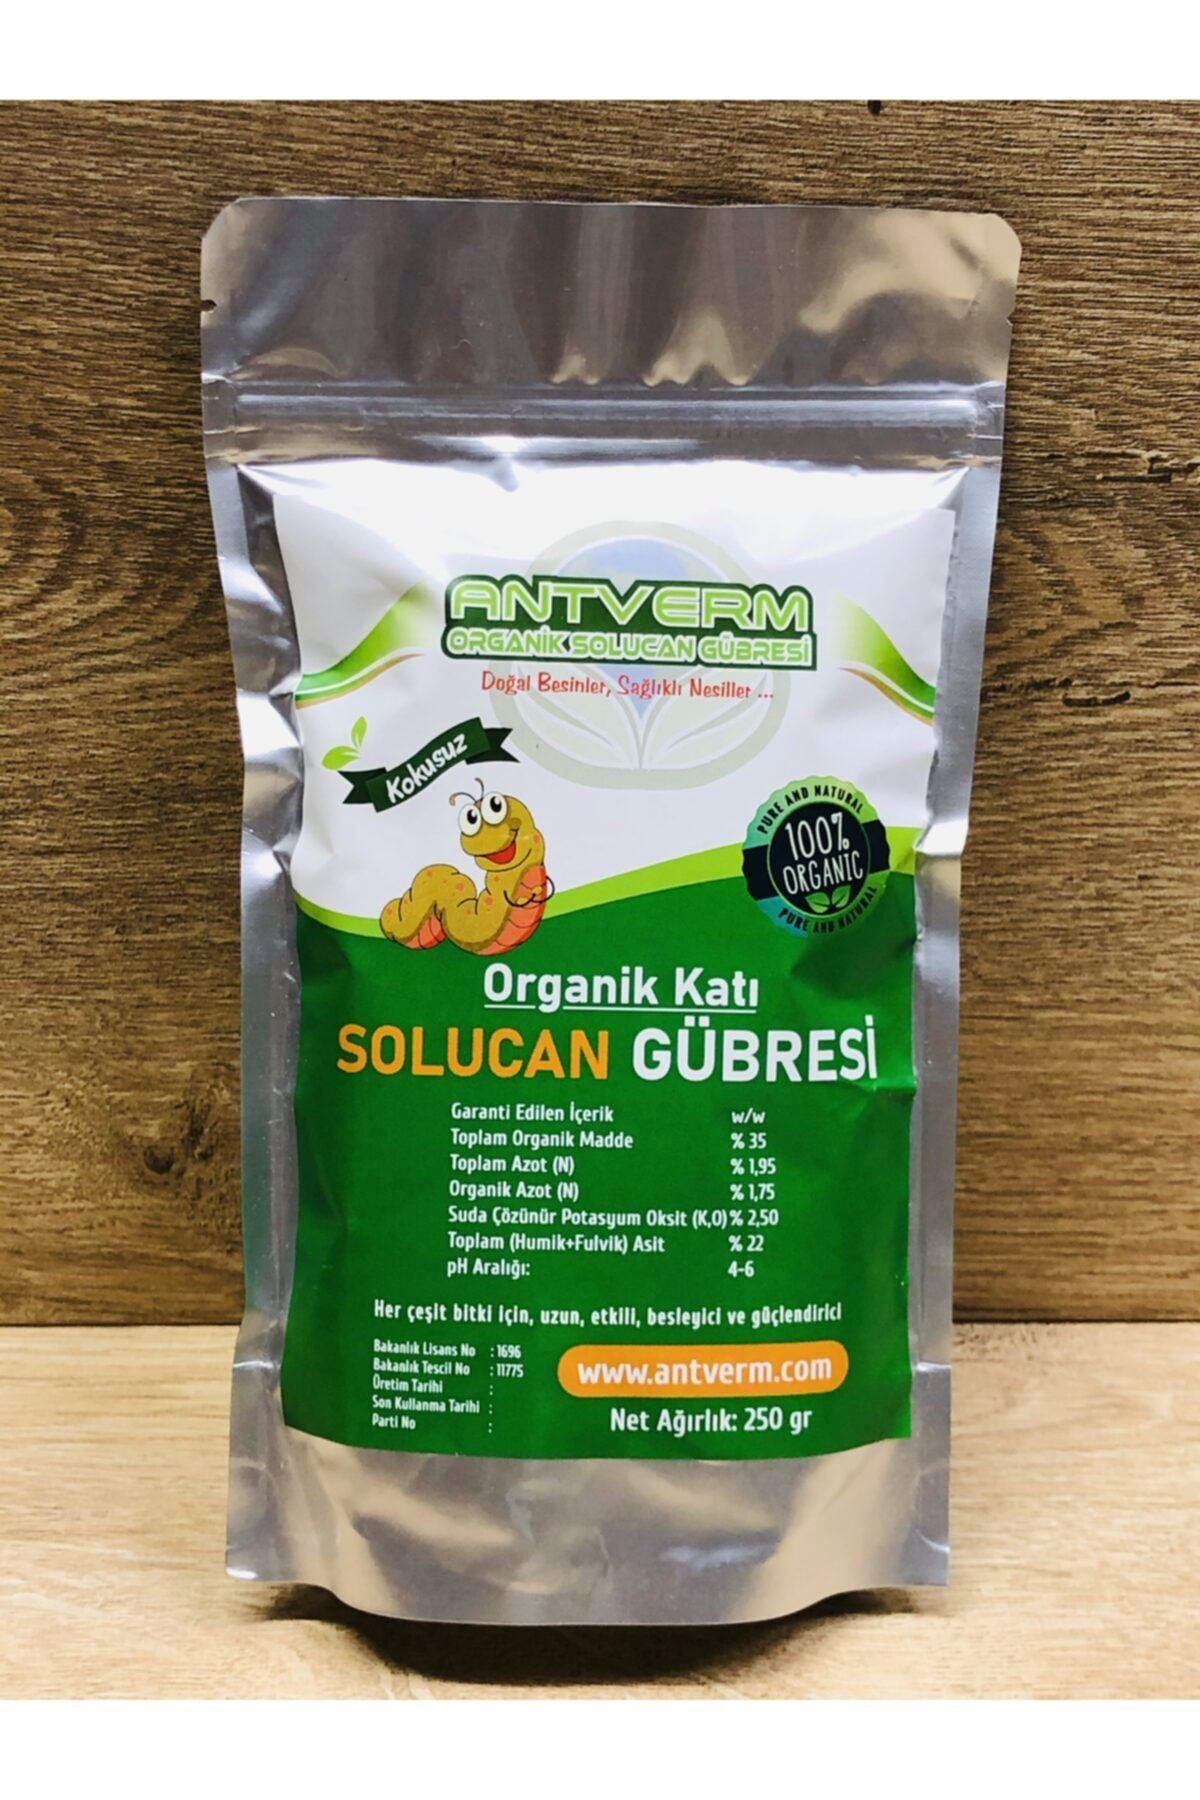 ANTVERM
ORGANİK SOLUCAN GÜBRESİ
Doğal Besinler, Sağlıklı Nesiller ...
Kokusuz
PURE AND NATURAL
100%
ORGANIC
PURE AND NATURAL
Organik Katı
SOLUCAN GÜBRESİ
Garanti Edilen İçerik w/w
Toplam Organik Madde % 35
Toplam Azot (N) % 1,95
Organik Azot (N) % 1,75
Suda Çözünür Potasyum Oksit (K,O) % 2,50
Toplam (Humik+Fulvik) Asit % 22
pH Aralığı: 4-6
Her çeşit bitki için, uzun, etkili, besleyici ve güçlendirici
Bakanlık Lisans No : 1696
Bakanlık Tescil No : 11775
Üretim Tarihi :
Son Kullanma Tarihi :
Parti No :
www.antverm.com
Net Ağırlık: 250 gr